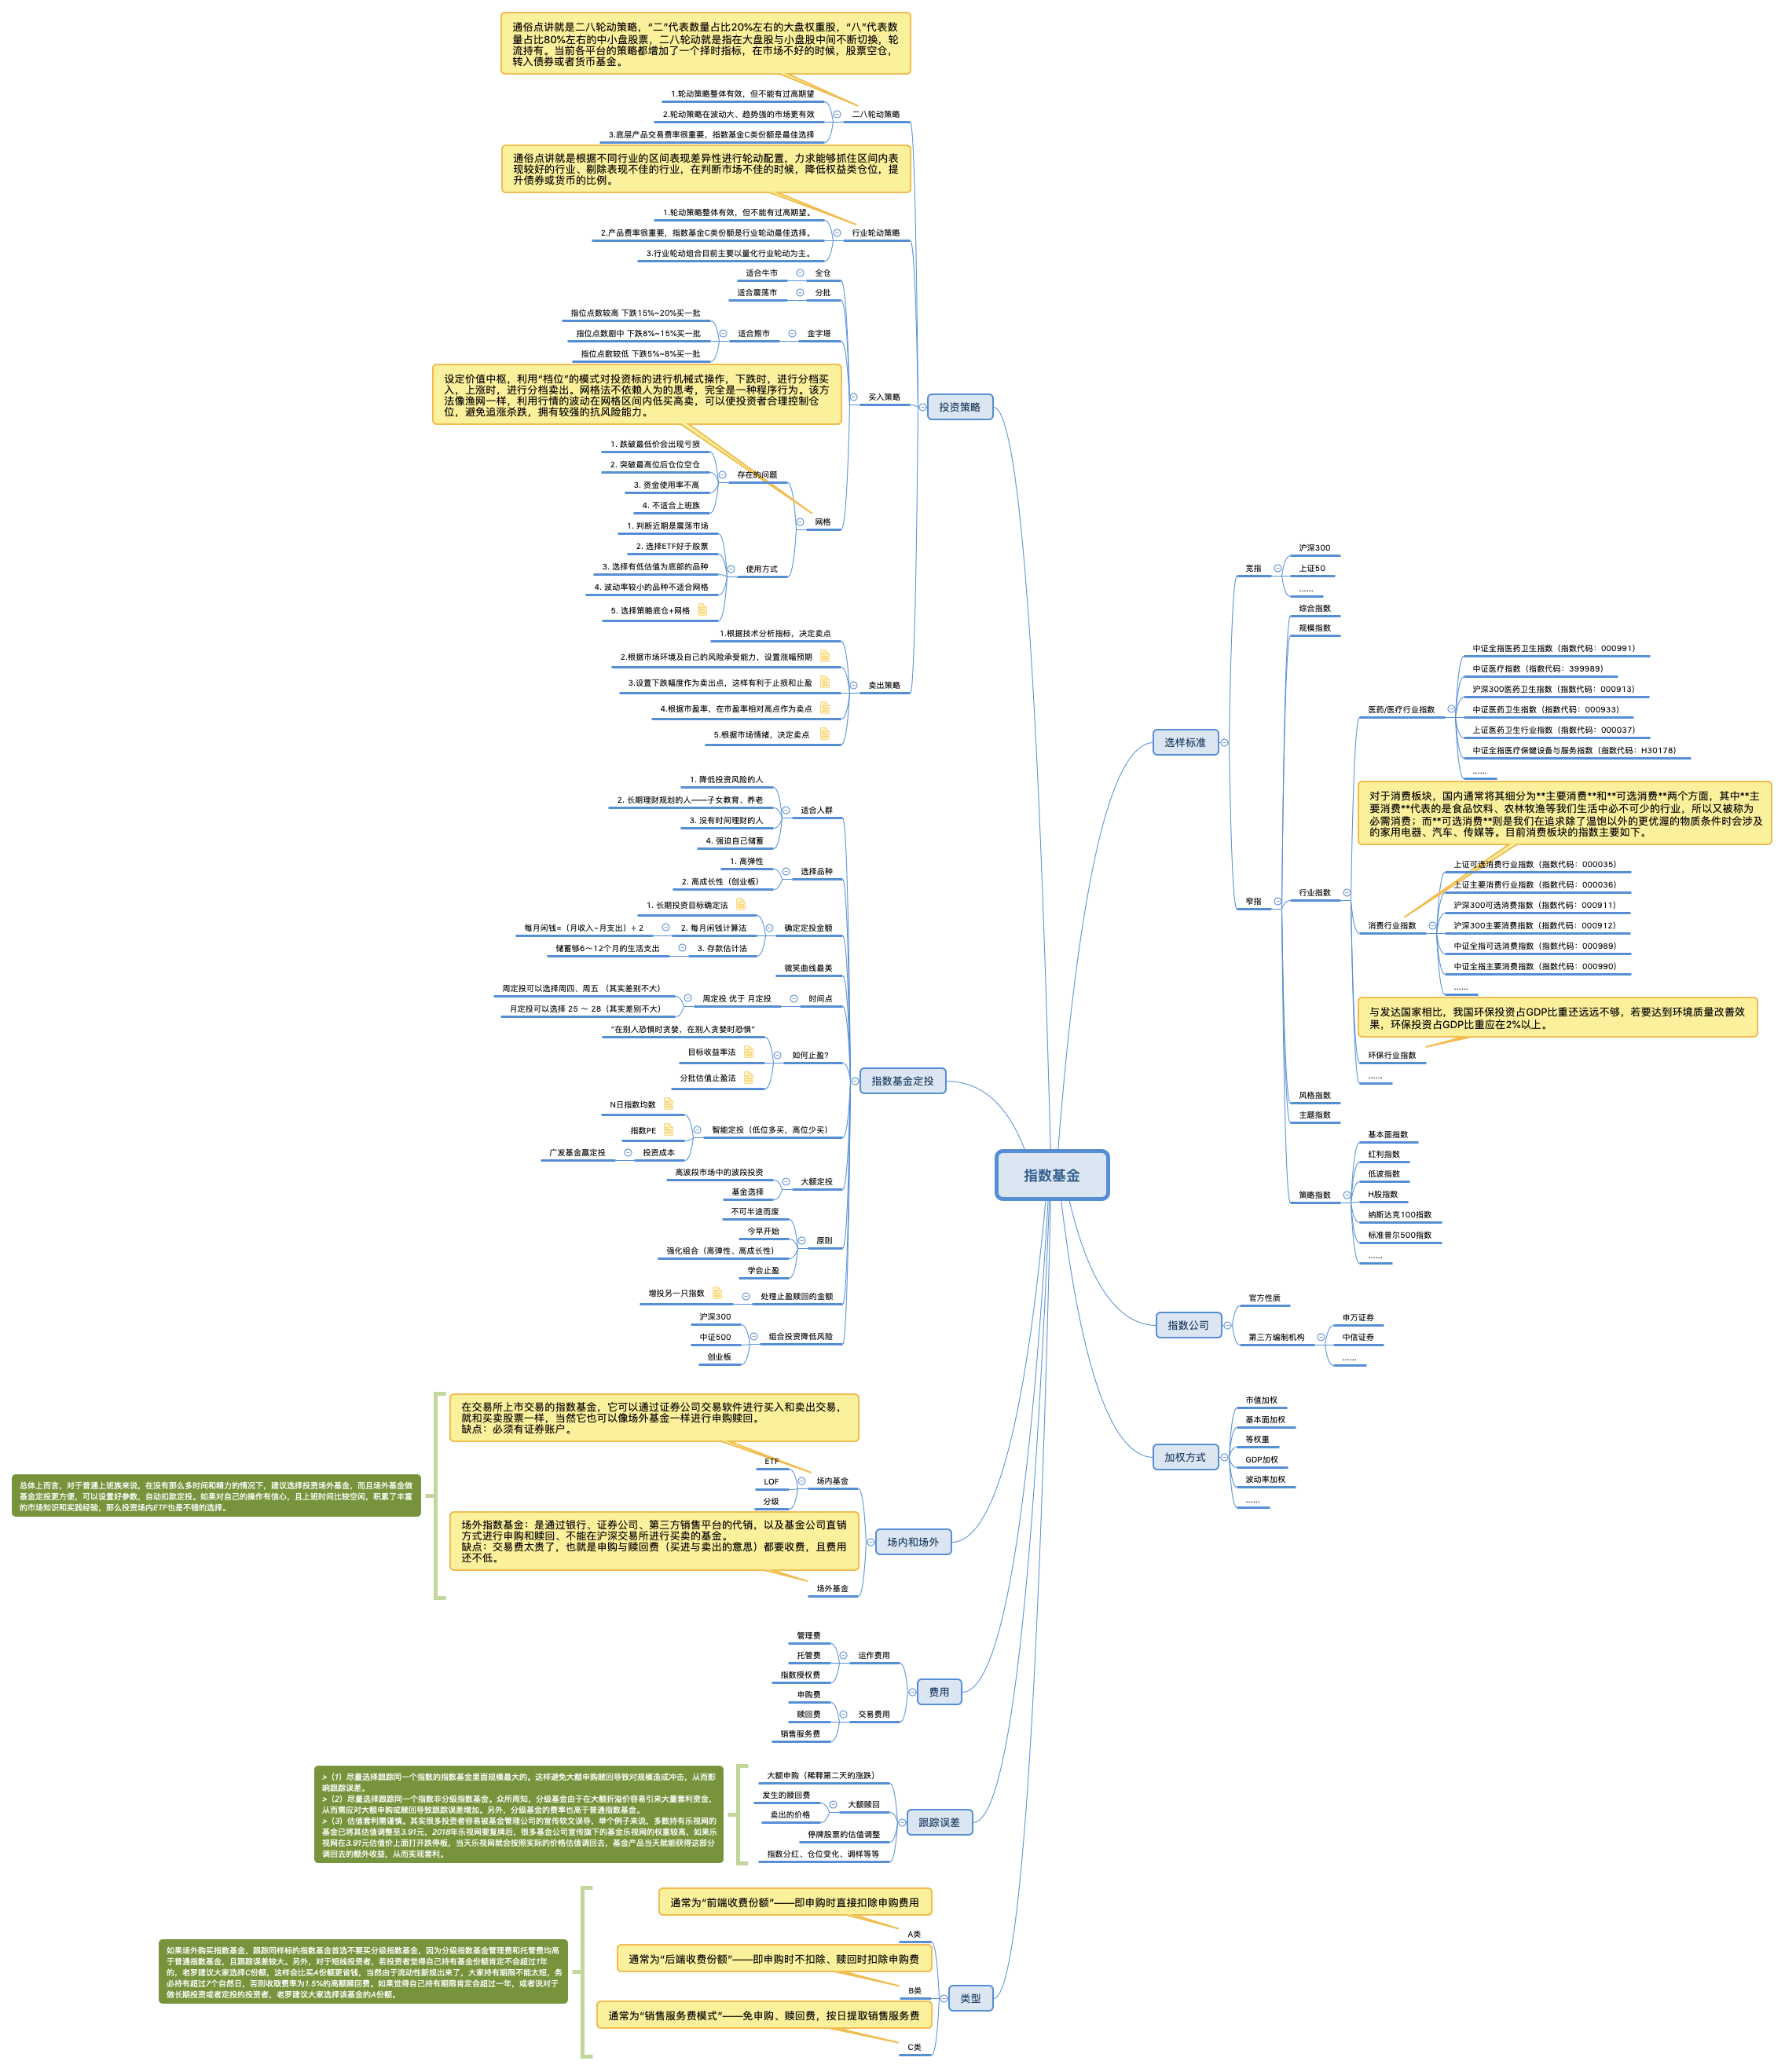 通俗点讲就是二八轮动策略，“二”代表数量占比20%左右的大盘权重股，“八”代表数
量占比80%左右的中小盘股票，二八轮动就是指在大盘股与小盘股中间不断切换，轮
流持有。当前各平台的策略都增加了一个择时指标，在市场不好的时候，股票空仓，
转入债券或者货币基金。
1.轮动策略整体有效，但不能有过高期望
2.轮动策略在波动大、趋势强的市场更有效
二八轮动策略
3.底层产品交易费率很重要，指数基金C类份额是最佳选择
通俗点讲就是根据不同行业的区间表现差异性进行轮动配置，力求能够抓住区间内表
现较好的行业、剔除表现不佳的行业，在判断市场不佳的时候，降低权益类仓位，提
升债券或货币的比例。
1.轮动策略整体有效，但不能有过高期望。
2.产品费率很重要，指数基金C类份额是行业轮动最佳选择。
行业轮动策略
3.行业轮动组合目前主要以量化行业轮动为主。
适合牛市
全仓
适合震荡市
分批
指位点数较高 下跌15%~20%买一批
指位点数剧中 下跌8%~15%买一批
适合熊市
金字塔
指位点数较低 下跌5%~8%买一批
设定价值中枢，利用“档位”的模式对投资标的进行机械式操作，下跌时，进行分档买
入，上涨时，进行分档卖出。网格法不依赖人为的思考，完全是一种程序行为。该方
法像渔网一样，利用行情的波动在网格区间内低买高卖，可以使投资者合理控制仓
位，避免追涨杀跌，拥有较强的抗风险能力。
买入策略
投资策略
1. 跌破最低价会出现亏损
2. 突破最高位后仓位空仓
存在的问题
3. 资金使用率不高
4. 不适合上班族
网格
1. 判断近期是震荡市场
2. 选择ETF好于股票
3. 选择有低估值为底部的品种
使用方式
4. 波动率较小的品种不适合网格
5. 选择策略底仓+网格
1.根据技术分析指标，决定卖点
2.根据市场环境及自己的风险承受能力，设置涨幅预期
3.设置下跌幅度作为卖出点，这样有利于止损和止盈
卖出策略
4.根据市盈率，在市盈率相对高点作为卖点
5.根据市场情绪，决定卖点
1. 降低投资风险的人
2. 长期理财规划的人——子女教育、养老
适合人群
3. 没有时间理财的人
4. 强迫自己储蓄
1. 高弹性
选择品种
2. 高成长性（创业板）
1. 长期投资目标确定法
每月闲钱=（月收入-月支出）÷ 2
2. 每月闲钱计算法
确定定投金额
储蓄够6～12个月的生活支出
3. 存款估计法
微笑曲线最美
周定投可以选择周四、周五 （其实差别不大）
周定投 优于 月定投
时间点
月定投可以选择 25 ～ 28（其实差别不大）
“在别人恐惧时贪婪，在别人贪婪时恐惧”
目标收益率法
如何止盈？
分批估值止盈法
指数基金定投
N日指数均数
指数PE
智能定投（低位多买，高位少买）
广发基金赢定投
投资成本
高波段市场中的波段投资
大额定投
基金选择
不可半途而废
今早开始
原则
强化组合（高弹性、高成长性）
学会止盈
增投另一只指数
处理止盈赎回的金额
沪深300
中证500
组合投资降低风险
创业板
指数基金
在交易所上市交易的指数基金，它可以通过证券公司交易软件进行买入和卖出交易，
就和买卖股票一样，当然它也可以像场外基金一样进行申购赎回。
缺点：必须有证券账户。
ETF
LOF
场内基金
分级
总体上而言，对于普通上班族来说，在没有那么多时间和精力的情况下，建议选择投资场外基金，而且场外基金做
基金定投更方便，可以设置好参数，自动扣款定投。如果对自己的操作有信心，且上班时间比较空闲，积累了丰富
的市场知识和实践经验，那么投资场内ETF也是不错的选择。
场外指数基金：是通过银行、证券公司、第三方销售平台的代销，以及基金公司直销
方式进行申购和赎回、不能在沪深交易所进行买卖的基金。
缺点：交易费太贵了，也就是申购与赎回费（买进与卖出的意思）都要收费，且费用
还不低。
场内和场外
场外基金
管理费
托管费
运作费用
指数授权费
费用
申购费
赎回费
交易费用
销售服务费
>（1）尽量选择跟踪同一个指数的指数基金里面规模最大的。这样避免大额申购赎回导致对规模造成冲击，从而影
响跟踪误差。
>（2）尽量选择跟踪同一个指数非分级指数基金。众所周知，分级基金由于在大额折溢价容易引来大量套利资金，
从而需应对大额申购或赎回导致跟踪误差增加。另外，分级基金的费率也高于普通指数基金。
>（3）估值套利需谨慎。其实很多投资者容易被基金管理公司的宣传软文误导，举个例子来说，多数持有乐视网的
基金已将其估值调整至3.91元，2018年乐视网要复牌后，很多基金公司宣传旗下的基金乐视网的权重较高，如果乐
视网在3.91元估值价上面打开跌停板，当天乐视网就会按照实际的价格估值调回去，基金产品当天就能获得这部分
调回去的额外收益，从而实现套利。
大额申购（稀释第二天的涨跌）
发生的赎回费
大额赎回
卖出的价格
跟踪误差
停牌股票的估值调整
指数分红、仓位变化、调样等等
通常为“前端收费份额”——即申购时直接扣除申购费用
A类
通常为“后端收费份额”——即申购时不扣除、赎回时扣除申购费
B类
类型
通常为“销售服务费模式”——免申购、赎回费，按日提取销售服务费
C类
如果场外购买指数基金，跟踪同样标的指数基金首选不要买分级指数基金，因为分级指数基金管理费和托管费均高
于普通指数基金，且跟踪误差较大。另外，对于短线投资者，若投资者觉得自己持有基金份额肯定不会超过1年
的，老罗建议大家选择C份额，这样会比买A份额更省钱，当然由于流动性新规出来了，大家持有期限不能太短，务
必持有超过7个自然日，否则收取费率为1.5%的高额赎回费。如果觉得自己持有期限肯定会超过一年，或者说对于
做长期投资或者定投的投资者，老罗建议大家选择该基金的A份额。
选样标准
宽指
沪深300
上证50
......
窄指
综合指数
规模指数
行业指数
医药/医疗行业指数
中证全指医药卫生指数（指数代码：000991）
中证医疗指数（指数代码：399989）
沪深300医药卫生指数（指数代码：000913）
中证医药卫生指数（指数代码：000933）
上证医药卫生行业指数（指数代码：000037）
中证全指医疗保健设备与服务指数（指数代码：H30178）
......
对于消费板块，国内通常将其细分为**主要消费**和**可选消费**两个方面，其中**主
要消费**代表的是食品饮料、农林牧渔等我们生活中必不可少的行业，所以又被称为
必需消费；而**可选消费**则是我们在追求除了温饱以外的更优渥的物质条件时会涉及
的家用电器、汽车、传媒等。目前消费板块的指数主要如下。
消费行业指数
上证可选消费行业指数（指数代码：000035）
上证主要消费行业指数（指数代码：000036）
沪深300可选消费指数（指数代码：000911）
沪深300主要消费指数（指数代码：000912）
中证全指可选消费指数（指数代码：000989）
中证全指主要消费指数（指数代码：000990）
......
与发达国家相比，我国环保投资占GDP比重还远远不够，若要达到环境质量改善效
果，环保投资占GDP比重应在2%以上。
环保行业指数
......
风格指数
主题指数
策略指数
基本面指数
红利指数
低波指数
H股指数
纳斯达克100指数
标准普尔500指数
......
指数公司
官方性质
第三方编制机构
申万证券
中信证券
......
加权方式
市值加权
基本面加权
等权重
GDP加权
波动率加权
......